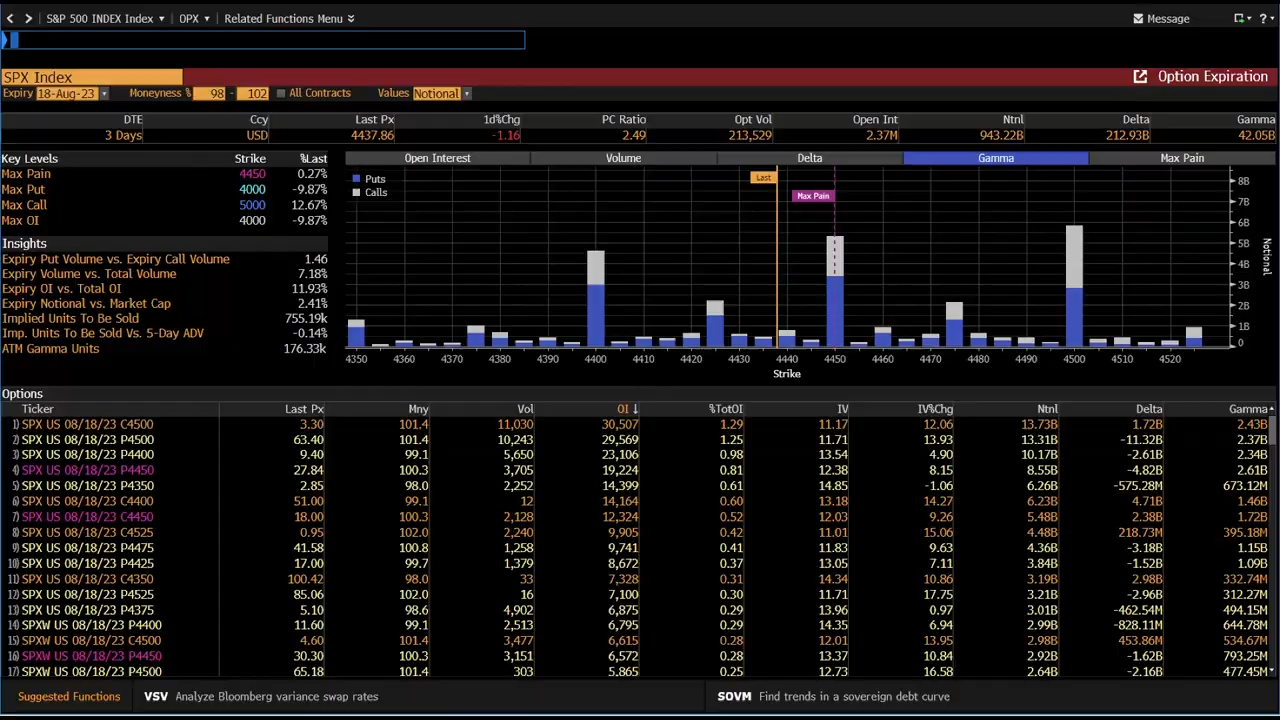 S&P 500 INDEX Index OPX Related Functions Menu Message ?
SPX Index Option Expiration
Expiry 18-Aug-23 Moneyness % 98 - 102 All Contracts Values Notional
DTE Ccy Last Px 1d%Chg PC Ratio Opt Vol Open Int Ntnl Delta Gamma
3 Days USD 4437.86 -1.16 2.49 213,529 2.37M 943.22B 212.93B 42.05B
Key Levels Strike %Last
Max Pain 4450 0.27%
Max Put 4000 -9.87%
Max Call 5000 12.67%
Max OI 4000 -9.87%
Insights
Expiry Put Volume vs. Expiry Call Volume 1.46
Expiry Volume vs. Total Volume 7.18%
Expiry OI vs. Total OI 11.93%
Expiry Notional vs. Market Cap 2.41%
Implied Units To Be Sold 755.19k
Imp. Units To Be Sold Vs. 5-Day ADV -0.14%
ATM Gamma Units 176.33k
Open Interest Volume Delta Gamma Max Pain
Puts
Calls
Last
Max Pain
8B
7B
6B
5B
4B
3B
2B
1B
0
Notional
4350 4360 4370 4380 4390 4400 4410 4420 4430 4440 4450 4460 4470 4480 4490 4500 4510 4520
Strike
Options
Ticker Last Px Mny Vol OI ↓ %TotOI IV IV%Chg Ntnl Delta Gamma
1) SPX US 08/18/23 C4500 3.30 101.4 11,030 30,507 1.29 11.17 12.06 13.73B 1.72B 2.43B
2) SPX US 08/18/23 P4500 63.40 101.4 10,243 29,569 1.25 11.71 13.93 13.31B -11.32B 2.37B
3) SPX US 08/18/23 P4400 9.40 99.1 5,650 23,106 0.98 13.54 4.90 10.17B -2.61B 2.34B
4) SPX US 08/18/23 P4450 27.84 100.3 3,705 19,224 0.81 12.38 8.15 8.55B -4.82B 2.61B
5) SPX US 08/18/23 P4350 2.85 98.0 2,252 14,399 0.61 14.85 -1.06 6.26B -575.28M 673.12M
6) SPX US 08/18/23 C4400 51.00 99.1 12 14,164 0.60 13.18 14.27 6.23B 4.71B 1.46B
7) SPX US 08/18/23 C4450 18.00 100.3 2,128 12,324 0.52 12.03 9.26 5.48B 2.38B 1.72B
8) SPX US 08/18/23 C4525 0.95 102.0 2,240 9,905 0.42 11.01 15.06 4.48B 218.73M 395.18M
9) SPX US 08/18/23 P4475 41.58 100.8 1,258 9,741 0.41 11.83 9.63 4.36B -3.18B 1.15B
10) SPX US 08/18/23 P4425 17.00 99.7 1,379 8,672 0.37 13.05 7.11 3.84B -1.52B 1.09B
11) SPX US 08/18/23 C4350 100.42 98.0 33 7,328 0.31 14.34 10.86 3.19B 2.98B 332.74M
12) SPX US 08/18/23 P4525 85.06 102.0 16 7,100 0.30 11.71 17.75 3.21B -2.96B 312.27M
13) SPX US 08/18/23 P4375 5.10 98.6 4,902 6,875 0.29 13.96 0.97 3.01B -462.54M 494.15M
14) SPXW US 08/18/23 P4400 11.60 99.1 2,513 6,795 0.29 14.35 6.94 2.99B -828.11M 644.78M
15) SPXW US 08/18/23 C4500 4.60 101.4 3,477 6,615 0.28 12.01 13.95 2.98B 453.86M 534.67M
16) SPXW US 08/18/23 P4450 30.30 100.3 3,151 6,572 0.28 13.37 10.84 2.92B -1.62B 793.25M
17) SPXW US 08/18/23 P4500 65.18 101.4 303 5,865 0.25 12.73 16.58 2.64B -2.16B 477.45M
Suggested Functions VSV Analyze Bloomberg variance swap rates SOVM Find trends in a sovereign debt curve